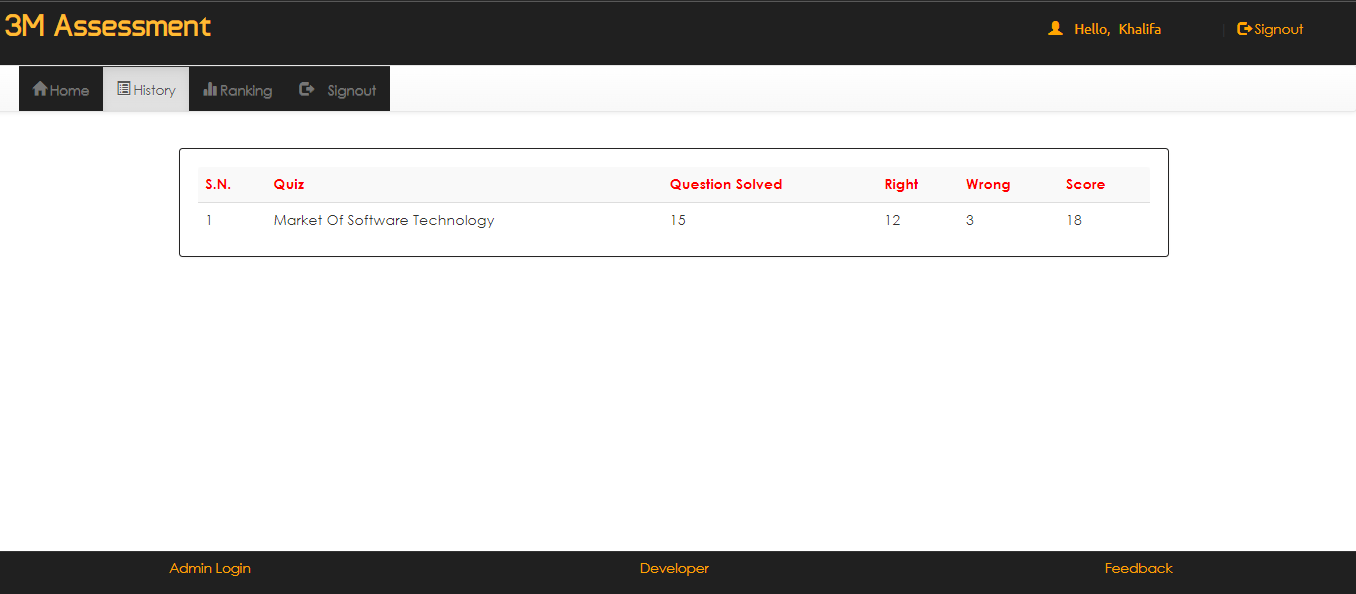 3M Assessment
Hello, Khalifa | Signout
Home History Ranking Signout
S.N. Quiz Question Solved Right Wrong Score
1 Market Of Software Technology 15 12 3 18
Admin Login Developer Feedback